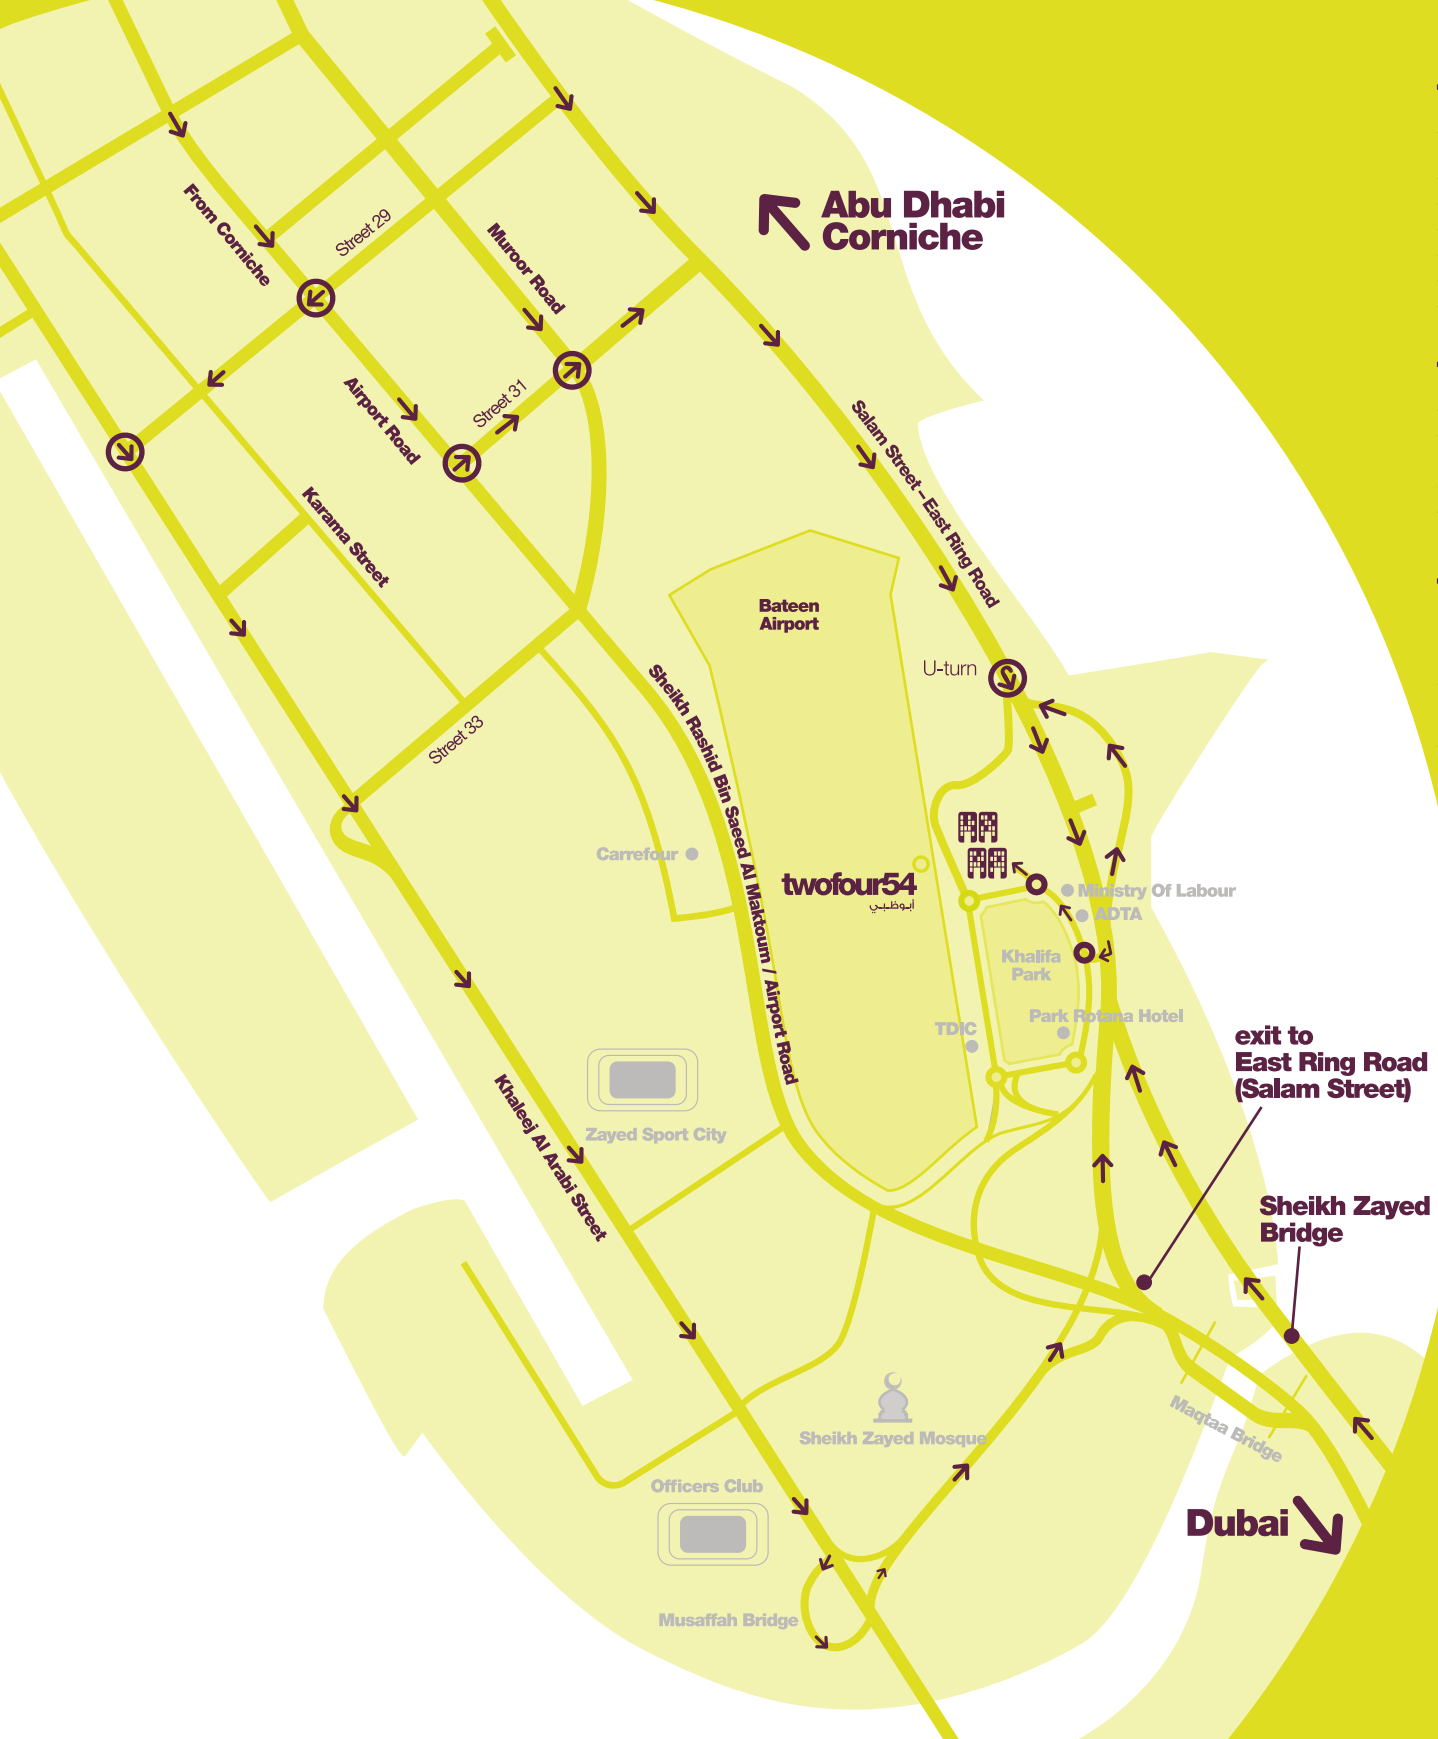 Abu Dhabi
Corniche
From Corniche
Street 29
Muroor Road
Airport Road
Street 31
Karama Street
Salam Street – East Ring Road
Bateen
Airport
U-turn
Street 33
Sheikh Rashid Bin Saeed Al Maktoum / Airport Road
Carrefour
twofour54
أبوظبي
Ministry Of Labour
ADTA
Khalifa
Park
Park Rotana Hotel
TDIC
exit to
East Ring Road
(Salam Street)
Zayed Sport City
Khaleej Al Arabi Street
Sheikh Zayed
Bridge
Sheikh Zayed Mosque
Maqtaa Bridge
Officers Club
Dubai
Musaffah Bridge